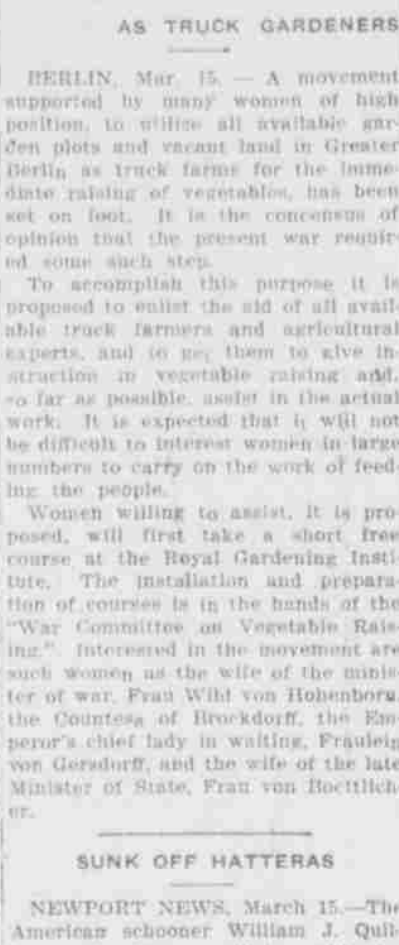 AS TRUCK GARDENERS
BERLIN, Mar. 15. — A movement
supported by many women of high
position, to utilize all available gar-
den plots and vacant land in Greater
Berlin as truck farms for the imme-
diate raising of vegetables, has been
set on foot. It is the concensus of
opinion that the present war requir-
ed some such step.
To accomplish this purpose it is
proposed to enlist the aid of all avail-
able truck farmers and agricultural
experts, and to get them to give in-
struction in vegetable raising and,
so far as possible, assist in the actual
work. It is expected that it will not
be difficult to interest women in large
numbers to carry on the work of feed-
ing the people.
Women willing to assist, it is pro-
posed, will first take a short free
course at the Royal Gardening Insti-
tute. The installation and prepara-
tion of courses is in the hands of the
"War Committee on Vegetable Rais-
ing." Interested in the movement are
such women as the wife of the minis-
ter of war, Frau Wild von Hohenborn,
the Countess of Brockdorff, the Em-
peror's chief lady in waiting, Frauleig
von Gersdorff, and the wife of the late
Minister of State, Frau von Boettlich-
er.
SUNK OFF HATTERAS
NEWPORT NEWS, March 15.—The
American schooner William J. Quil-